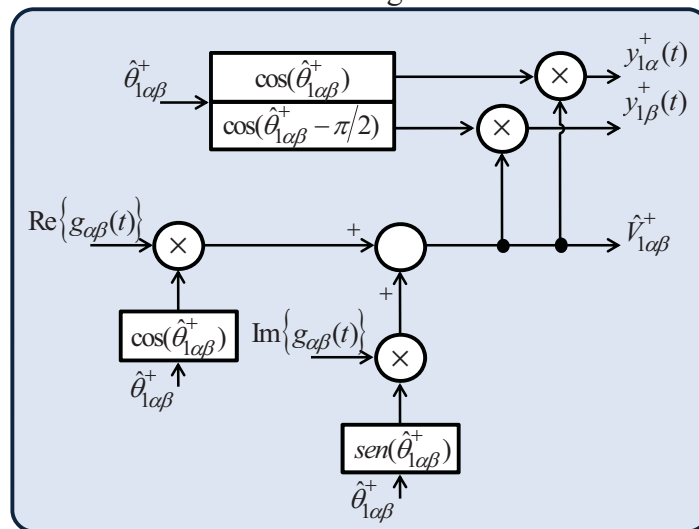 θ̂⁺₁αβ
cos(θ̂⁺₁αβ)
cos(θ̂⁺₁αβ − π/2)
×
×
y⁺₁α(t)
y⁺₁β(t)
Re{gαβ(t)}
×
+
+
V̂⁺₁αβ
cos(θ̂⁺₁αβ)
θ̂⁺₁αβ
Im{gαβ(t)}
×
sen(θ̂⁺₁αβ)
θ̂⁺₁αβ